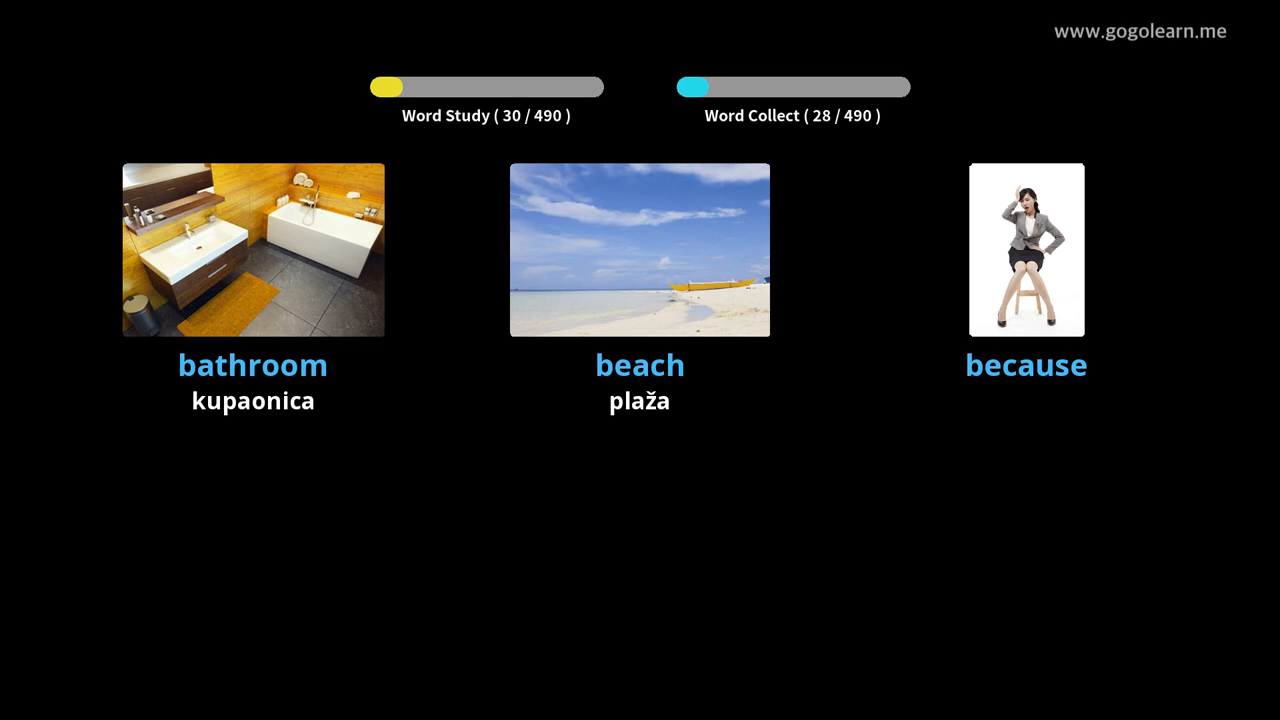 www.gogolearn.me
Word Study ( 30 / 490 )
Word Collect ( 28 / 490 )
bathroom
kupaonica
beach
plaža
because